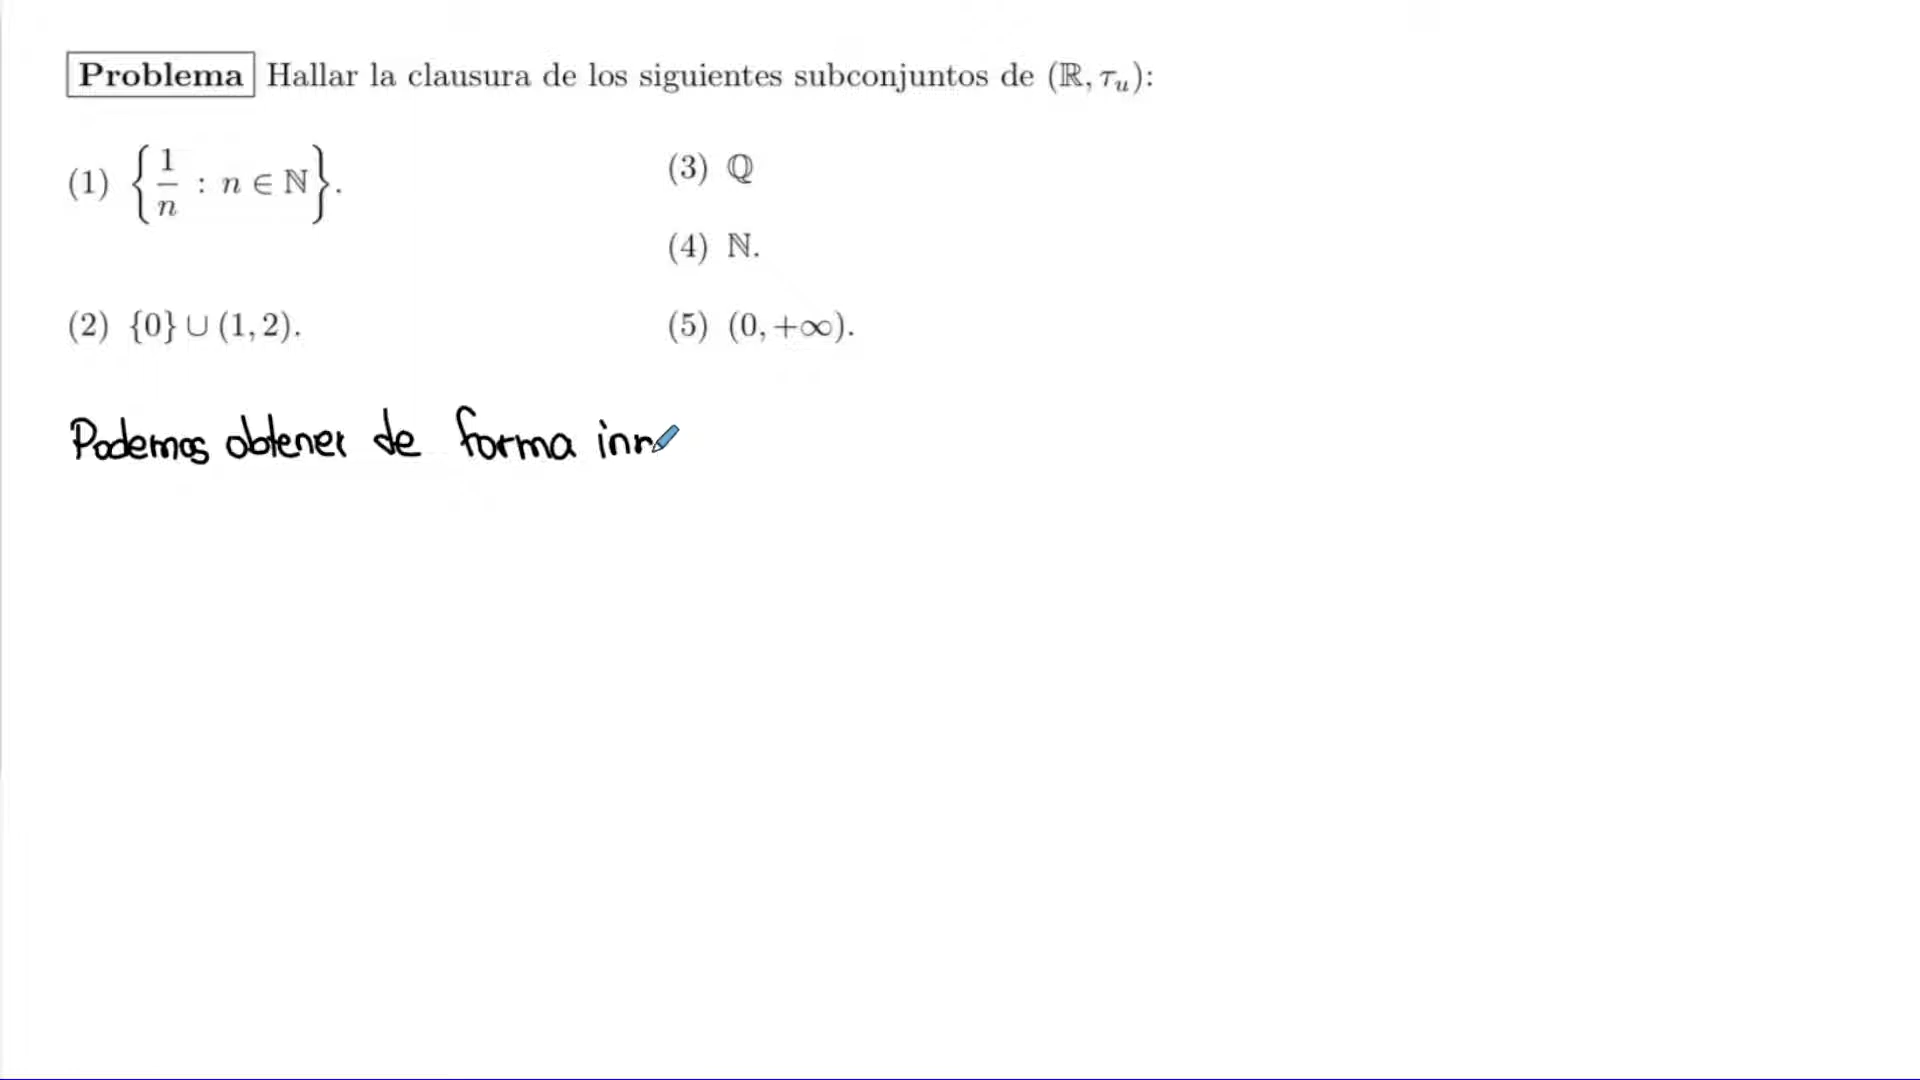 Problema Hallar la clausura de los siguientes subconjuntos de (ℝ, τ_u):
(1) {1/n : n ∈ ℕ}.
(2) {0} ∪ (1, 2).
(3) ℚ
(4) ℕ.
(5) (0, +∞).
Podemos obtener de forma inm